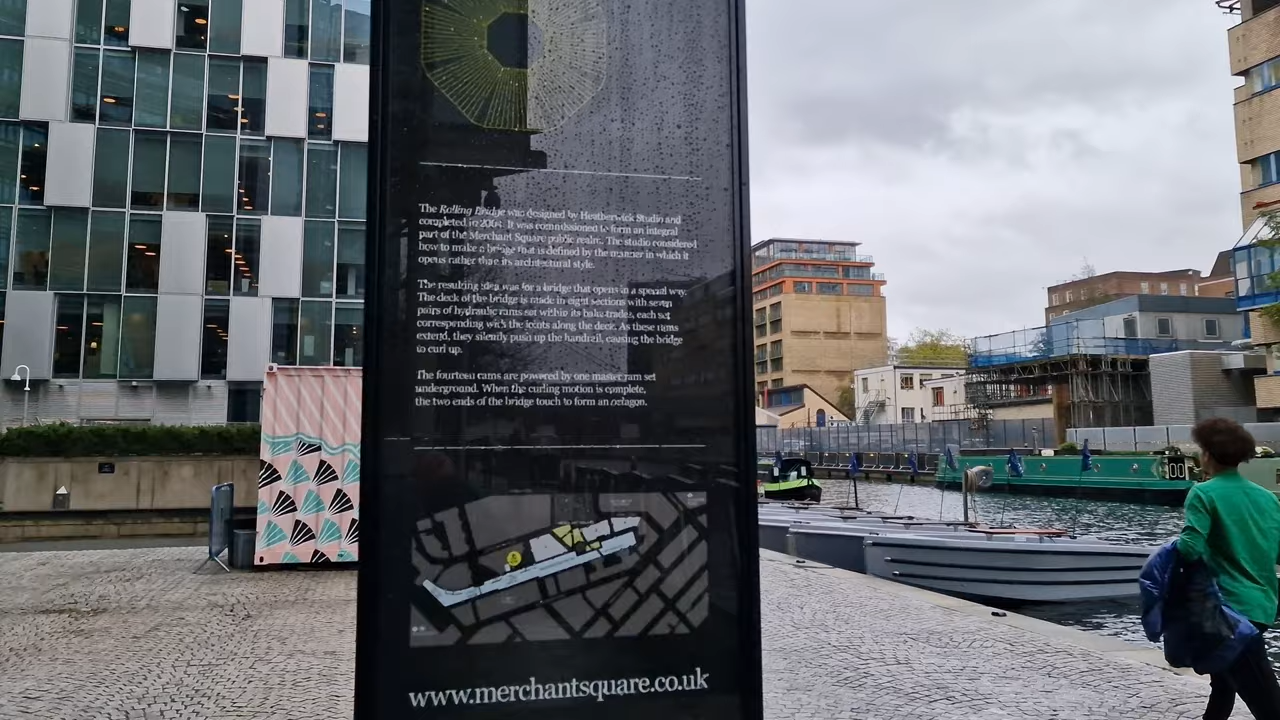 The Rolling Bridge was designed by Heatherwick Studio and
completed in 2004. It was commissioned to form an integral
part of the Merchant Square public realm. The studio considered
how to make a bridge that is defined by the manner in which it
opens rather than its architectural style.
The resulting idea was for a bridge that opens in a special way.
The deck of the bridge is made in eight sections with seven
pairs of hydraulic rams set within its balustrades, each set
corresponding with the joints along the deck. As these rams
extend, they silently push up the handrail, causing the bridge
to curl up.
The fourteen rams are powered by one master ram set
underground. When the curling motion is complete,
the two ends of the bridge touch to form an octagon.
www.merchantsquare.co.uk